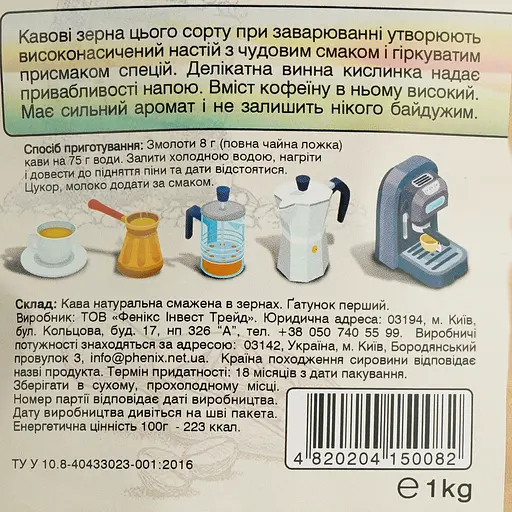 Кавові зерна цього сорту при заварюванні утворюють
високонасичений настій з чудовим смаком і гіркуватим
присмаком спецій. Делікатна винна кислинка надає
привабливості напою. Вміст кофеїну в ньому високий.
Має сильний аромат і не залишить нікого байдужим.
Спосіб приготування: Змолоти 8 г (повна чайна ложка)
кави на 75 г води. Залити холодною водою, нагріти
і довести до підняття піни та дати відстоятися.
Цукор, молоко додати за смаком.
Склад: Кава натуральна смажена в зернах. Ґатунок перший.
Виробник: ТОВ «Фенікс Інвест Трейд». Юридична адреса: 03194, м. Київ,
бул. Кольцова, буд. 17, нп 326 "А", тел. +38 050 740 55 99. Виробничі
потужності знаходяться за адресою: 03142, Україна, м. Київ, Бородянський
провулок 3, info@phenix.net.ua. Країна походження сировини відповідає
назві продукта. Термін придатності: 18 місяців з дати пакування.
Зберігати в сухому, прохолодному місці.
Номер партії відповідає даті виробництва.
Дату виробництва дивіться на шві пакета.
Енергетична цінність 100г - 223 ккал.
ТУ У 10.8-40433023-001:2016
4 820204 150082
℮ 1kg